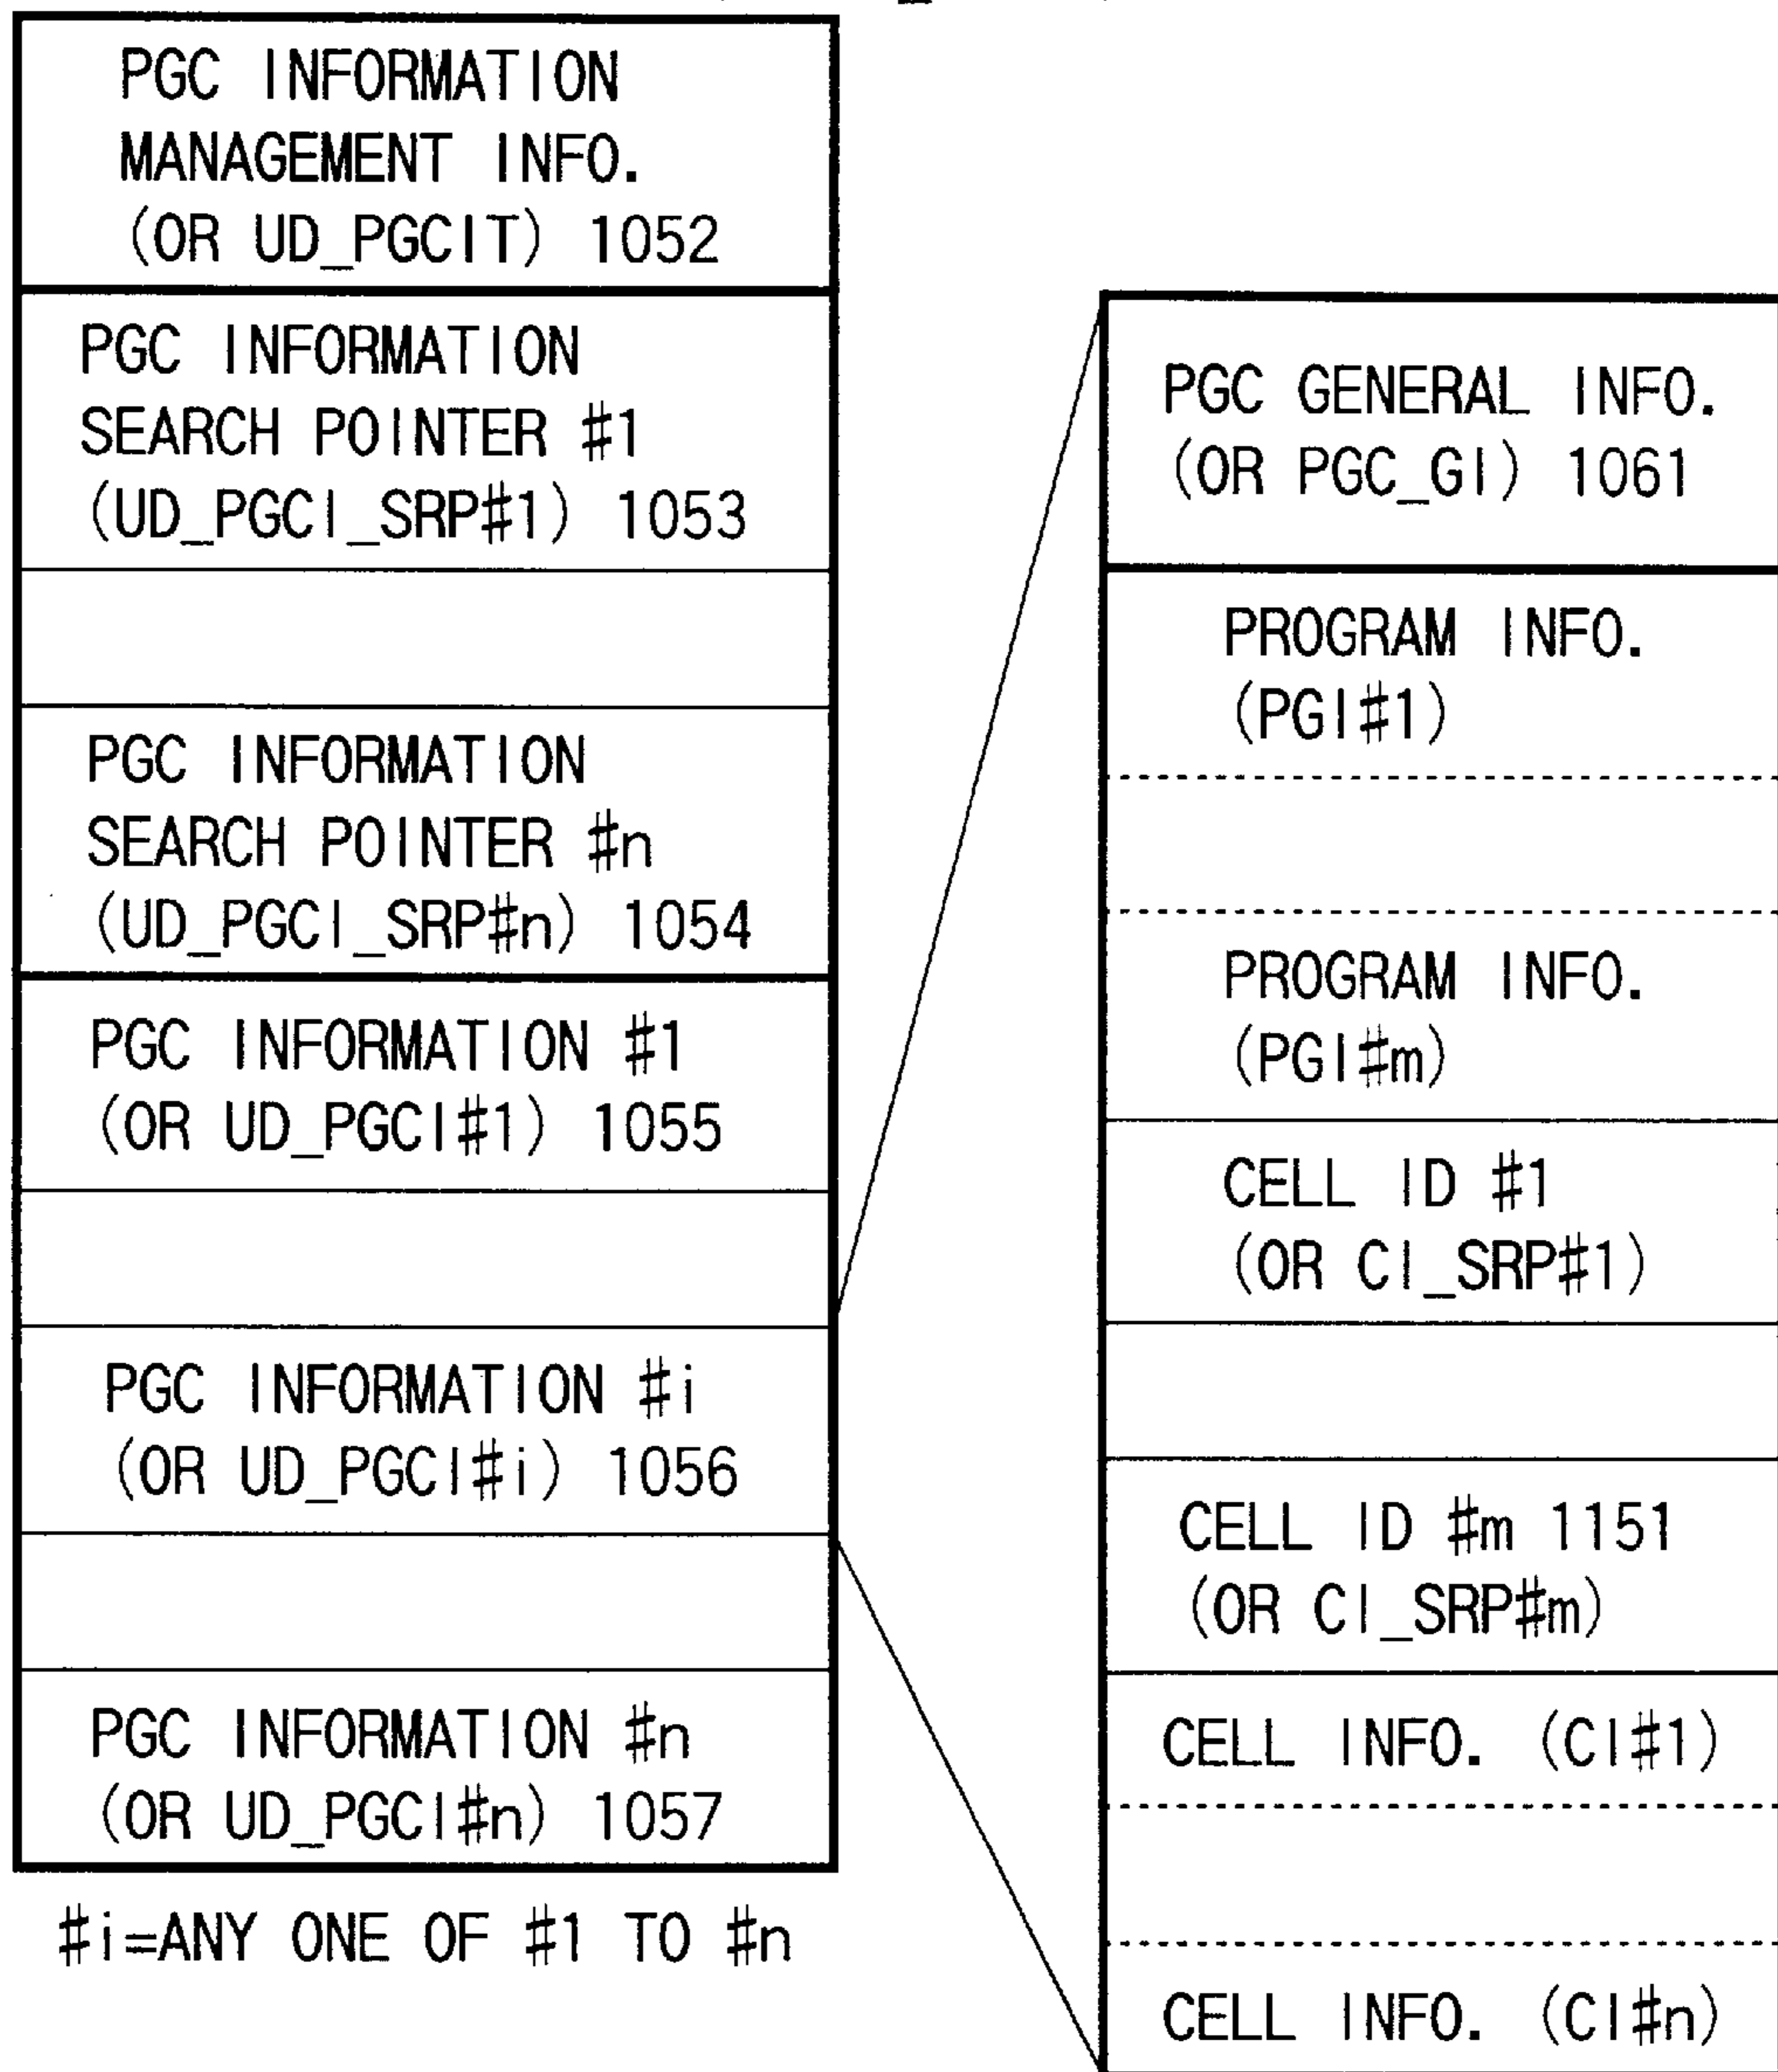 PGC INFORMATION
MANAGEMENT INFO.
(OR UD_PGCIT) 1052
PGC INFORMATION
SEARCH POINTER #1
(UD_PGCI_SRP#1) 1053
PGC INFORMATION
SEARCH POINTER #n
(UD_PGCI_SRP#n) 1054
PGC INFORMATION #1
(OR UD_PGCI#1) 1055
PGC INFORMATION #i
(OR UD_PGCI#i) 1056
PGC INFORMATION #n
(OR UD_PGCI#n) 1057
#i=ANY ONE OF #1 TO #n
PGC GENERAL INFO.
(OR PGC_GI) 1061
PROGRAM INFO.
(PGI#1)
PROGRAM INFO.
(PGI#m)
CELL ID #1
(OR CI_SRP#1)
CELL ID #m 1151
(OR CI_SRP#m)
CELL INFO. (CI#1)
CELL INFO. (CI#n)